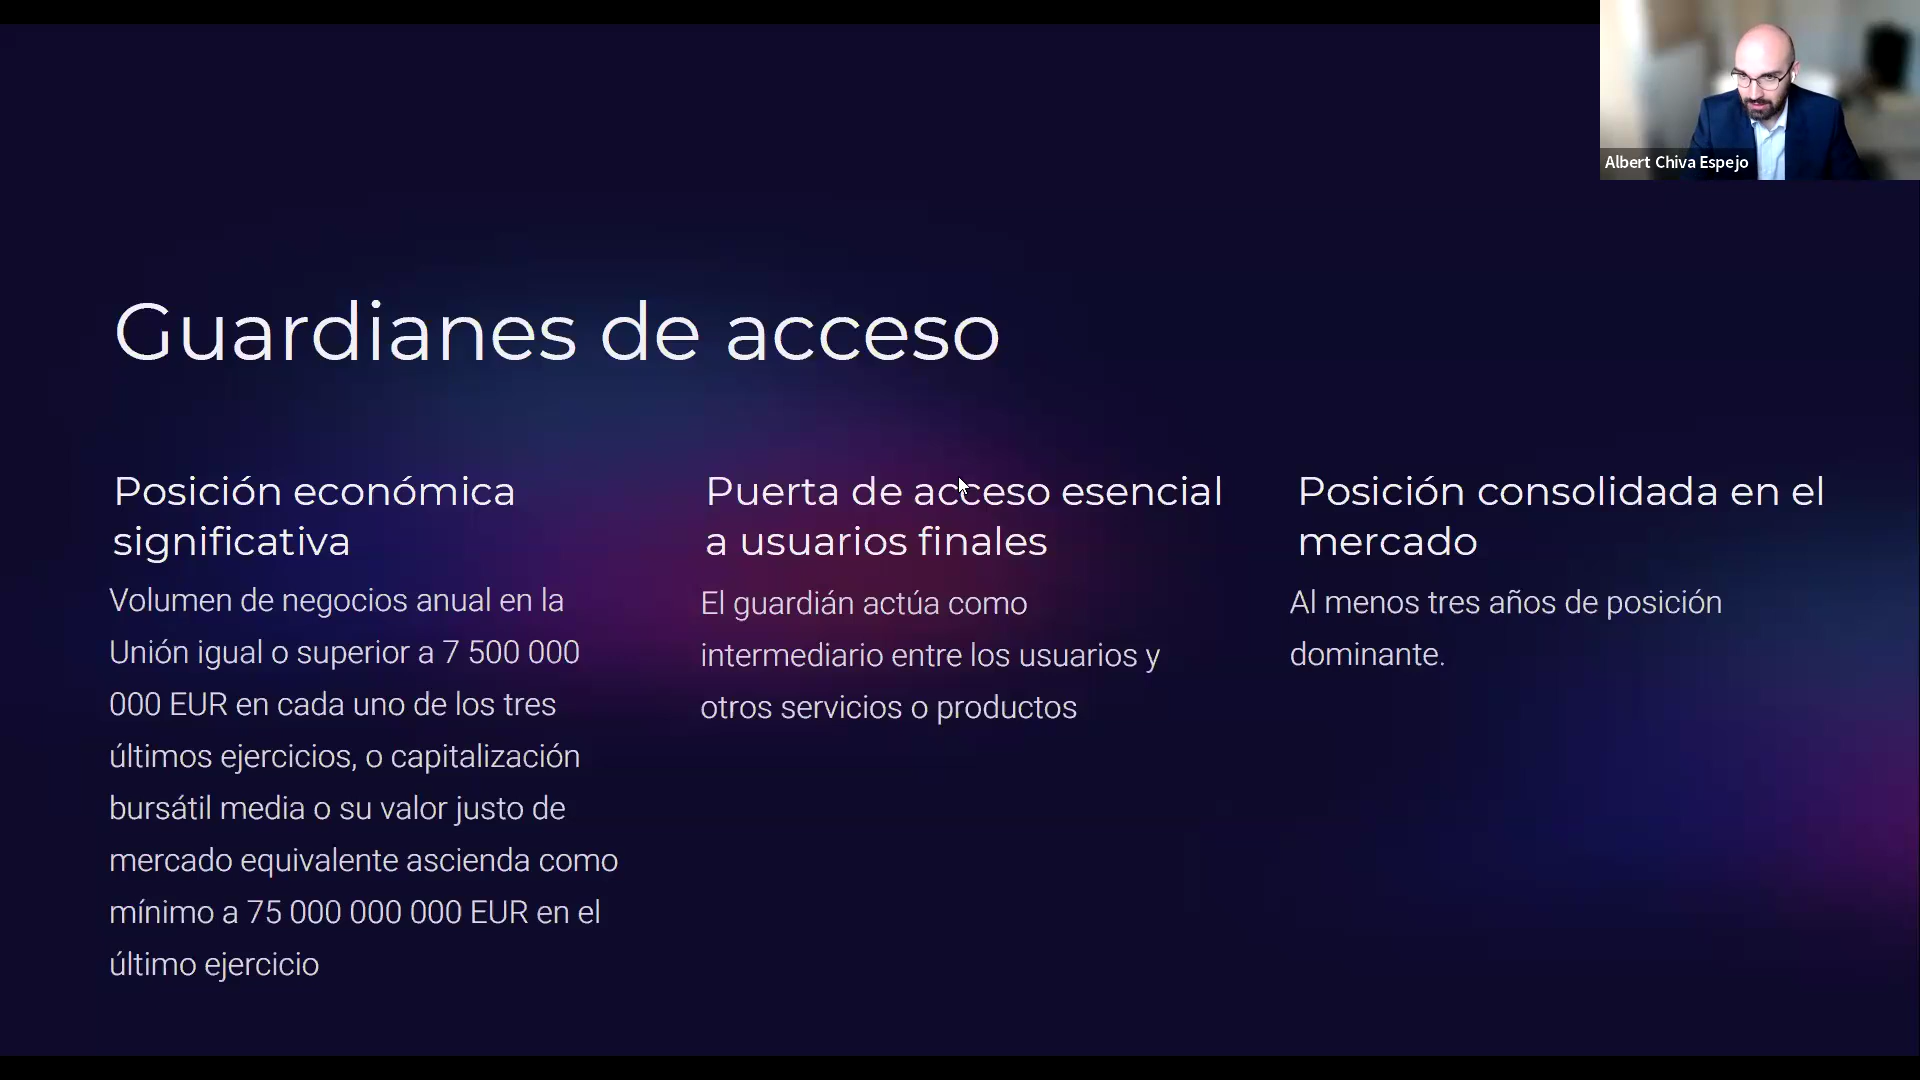 Albert Chiva Espejo
Guardianes de acceso
Posición económica
significativa
Volumen de negocios anual en la
Unión igual o superior a 7 500 000
000 EUR en cada uno de los tres
últimos ejercicios, o capitalización
bursátil media o su valor justo de
mercado equivalente ascienda como
mínimo a 75 000 000 000 EUR en el
último ejercicio
Puerta de acceso esencial
a usuarios finales
El guardián actúa como
intermediario entre los usuarios y
otros servicios o productos
Posición consolidada en el
mercado
Al menos tres años de posición
dominante.